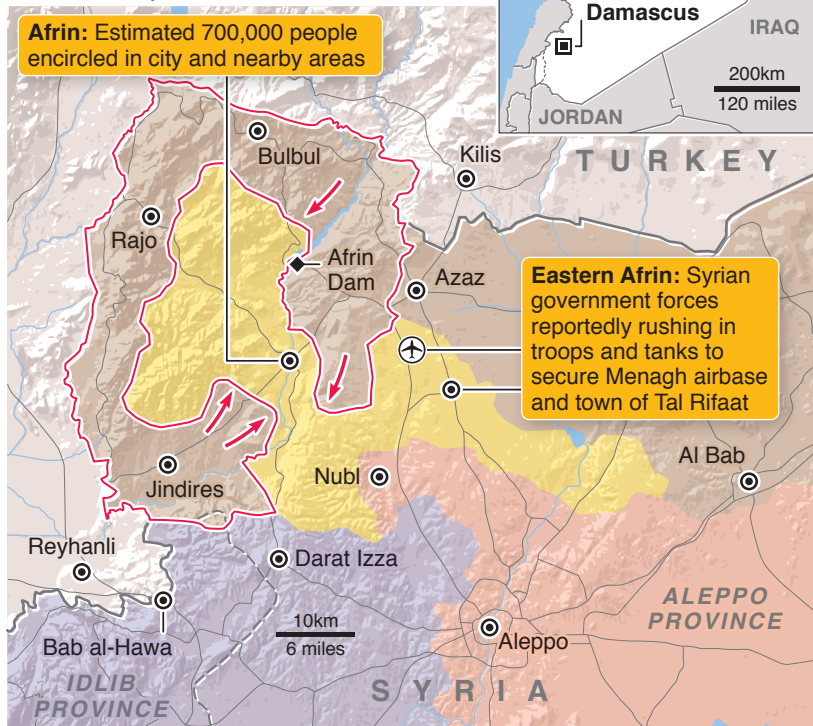 Afrin: Estimated 700,000 people
encircled in city and nearby areas
Damascus
IRAQ
200km
120 miles
JORDAN
Bulbul
Kilis
TURKEY
Rajo
Afrin
Dam
Azaz
Eastern Afrin: Syrian
government forces
reportedly rushing in
troops and tanks to
secure Menagh airbase
and town of Tal Rifaat
Jindires
Nubl
Al Bab
Reyhanli
Darat Izza
10km
6 miles
Bab al-Hawa
Aleppo
ALEPPO
PROVINCE
IDLIB
PROVINCE
SYRIA